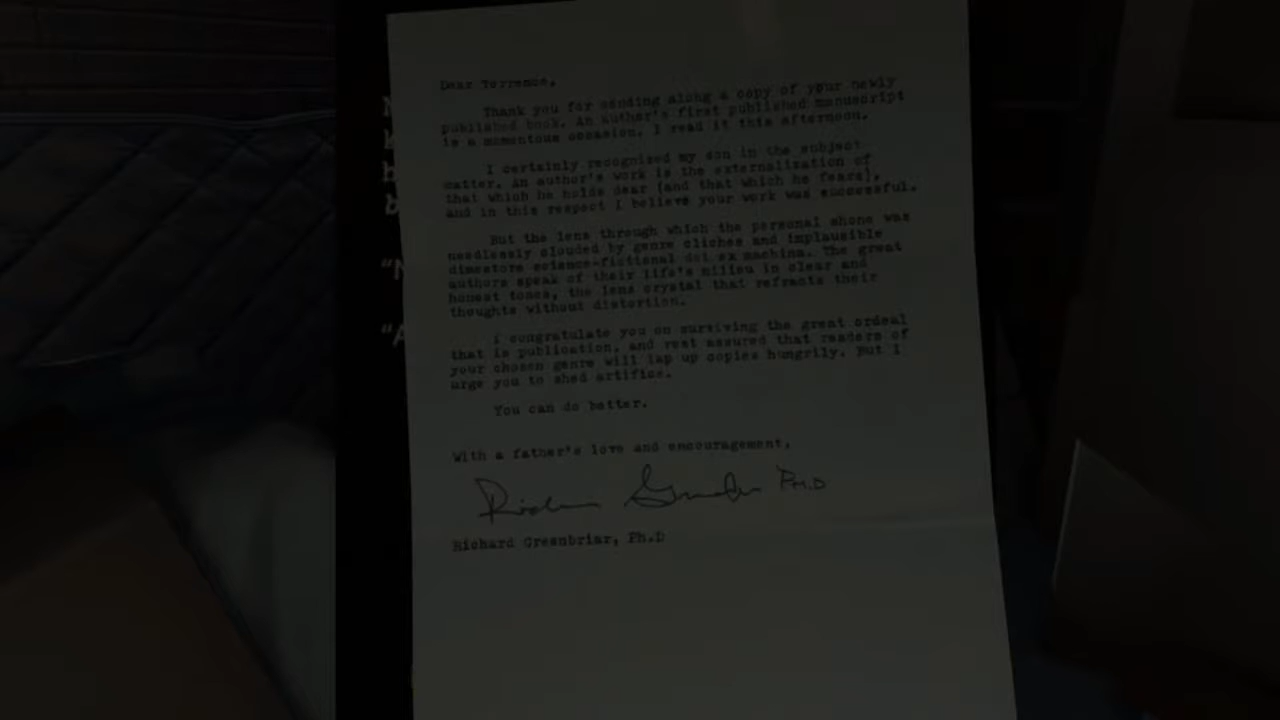 Dear Terrence,
Thank you for sending along a copy of your newly
published book. An author's first published manuscript
is a momentous occasion. I read it this afternoon.
I certainly recognized my son in the subject
matter. An author's work is the externalization of
that which he holds dear (and that which he fears),
and in this respect I believe your work was successful.
But the lens through which the personal shone was
needlessly clouded by genre cliches and implausible
dimestore science-fictional dei ex machina. The great
authors speak of their life's milieu in clear and
honest tones, the lens crystal that refracts their
thoughts without distortion.
I congratulate you on surviving the great ordeal
that is publication, and rest assured that readers of
your chosen genre will lap up copies hungrily. But I
urge you to shed artifice.
You can do better.
With a father's love and encouragement,
Richard Greenbriar PH.D
Richard Greenbriar, Ph.D